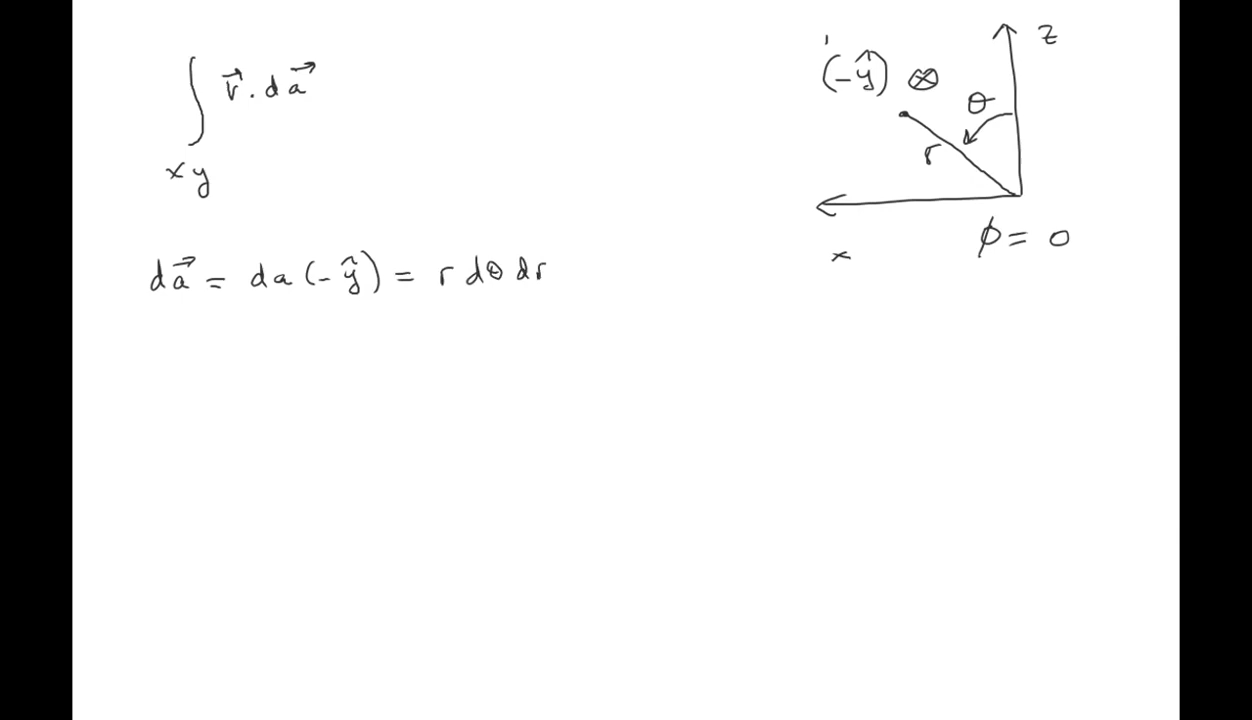 ∫ v⃗ . da⃗
xy
da⃗ = da (-ŷ) = r dθ dr
z
(-ŷ) ⊗
θ
r
x
ϕ = 0